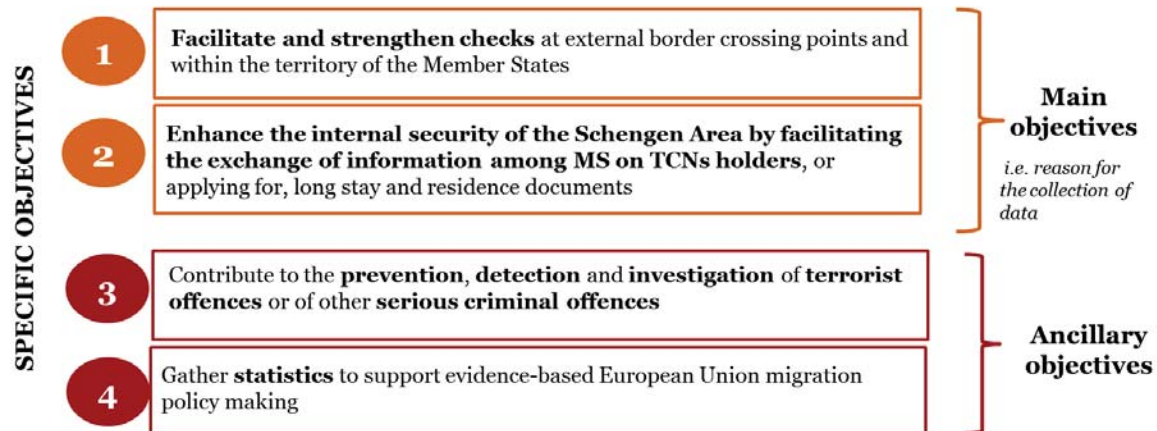 SPECIFIC OBJECTIVES
1
Facilitate and strengthen checks at external border crossing points and
within the territory of the Member States
2
Enhance the internal security of the Schengen Area by facilitating
the exchange of information among MS on TCNs holders, or
applying for, long stay and residence documents
Main
objectives
i.e. reason for
the collection of
data
3
Contribute to the prevention, detection and investigation of terrorist
offences or of other serious criminal offences
4
Gather statistics to support evidence-based European Union migration
policy making
Ancillary
objectives